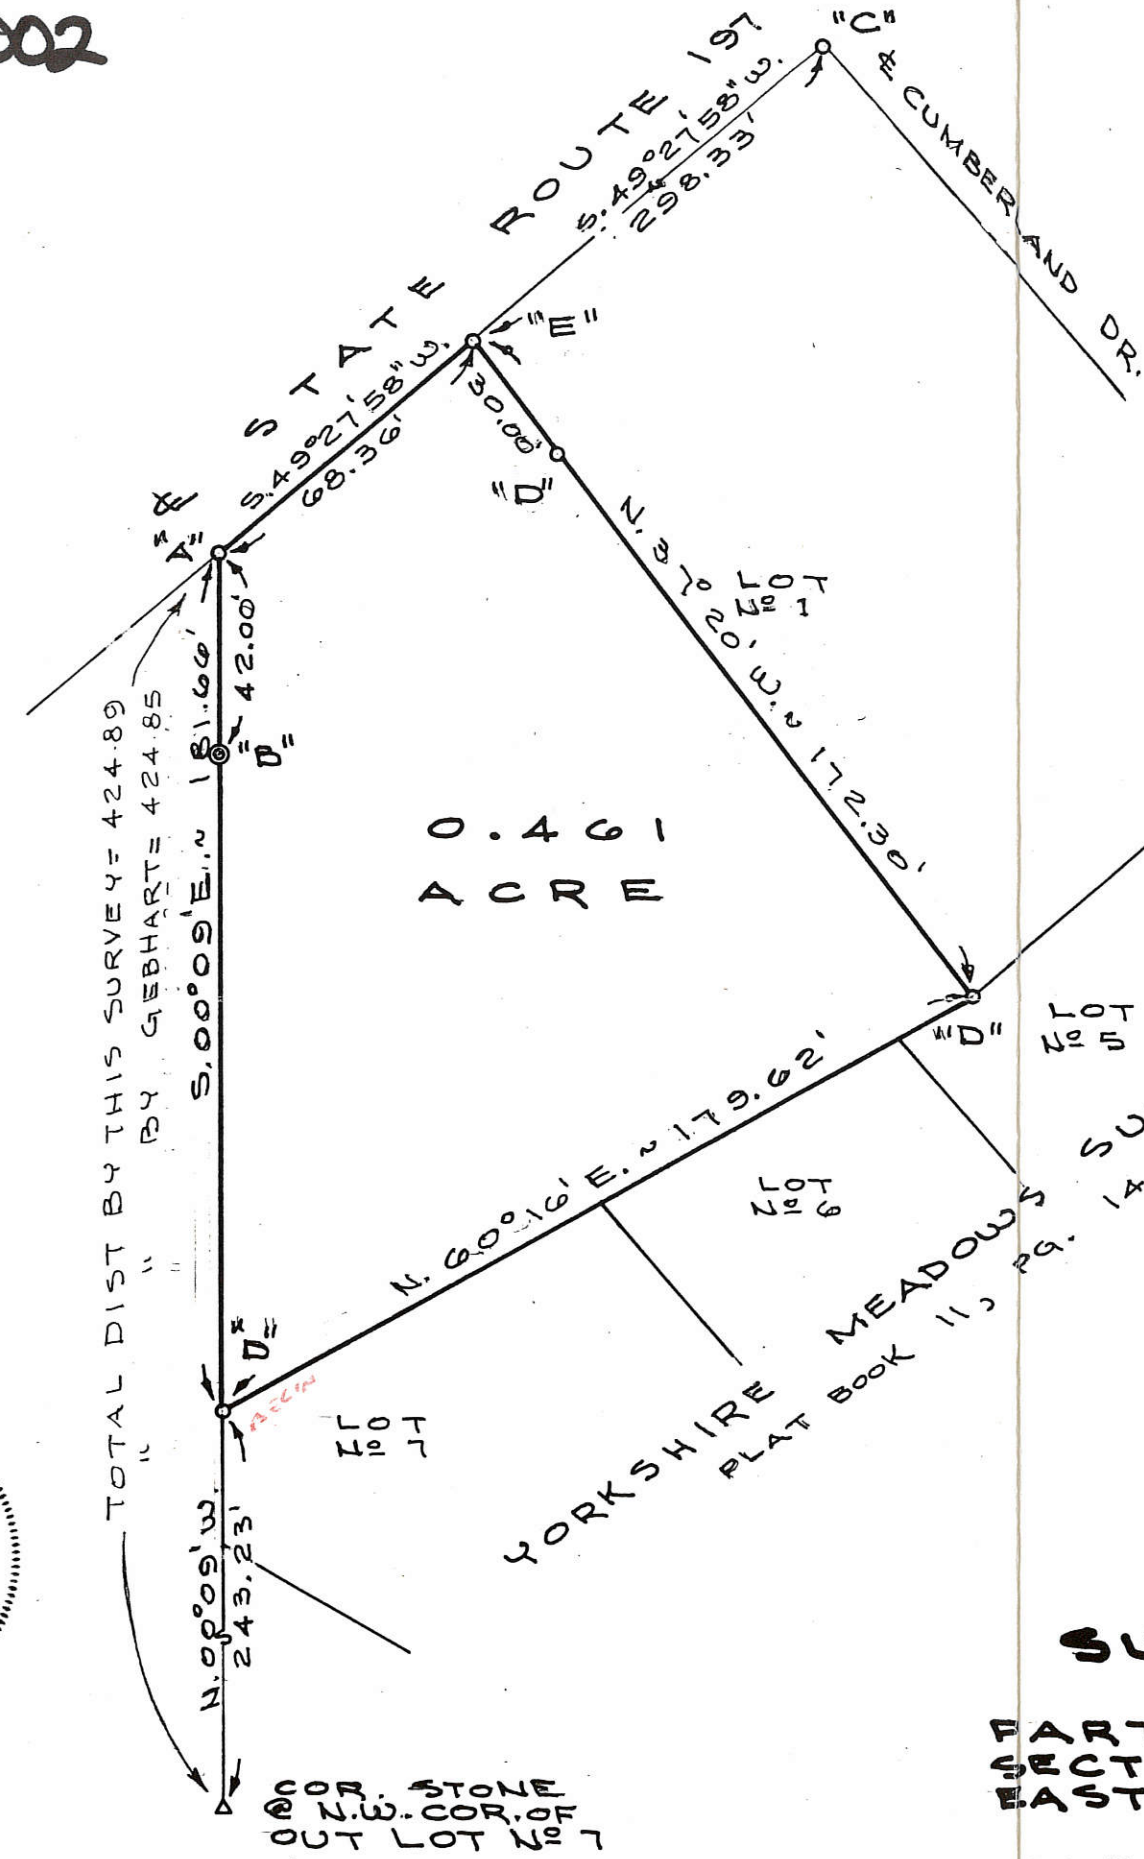 002
"C"
₠ CUMBERLAND DR.
STATE ROUTE 197
S. 49°27'58" W.
298.33'
"E"
S. 49°27'58" W.
68.36'
30.00'
"D"
"A"
N. 37° 20' W. ~ 172.30'
LOT
Nº 1
42.00'
"B"
S. 00°09' E. ~ 181.66'
TOTAL DIST BY THIS SURVEY = 424.89
" " BY GEBHART = 424.85
0.461
ACRE
"D"
LOT
Nº 5
N. 60°16' E. ~ 179.62'
LOT
Nº 6
"D"
LOT
Nº 7
YORKSHIRE MEADOWS SU
PLAT BOOK 11, PG. 14
N. 00°09' W.
243.23'
COR. STONE
@ N.W. COR. OF
OUT LOT Nº 7
SU
PART
SECT
EAST